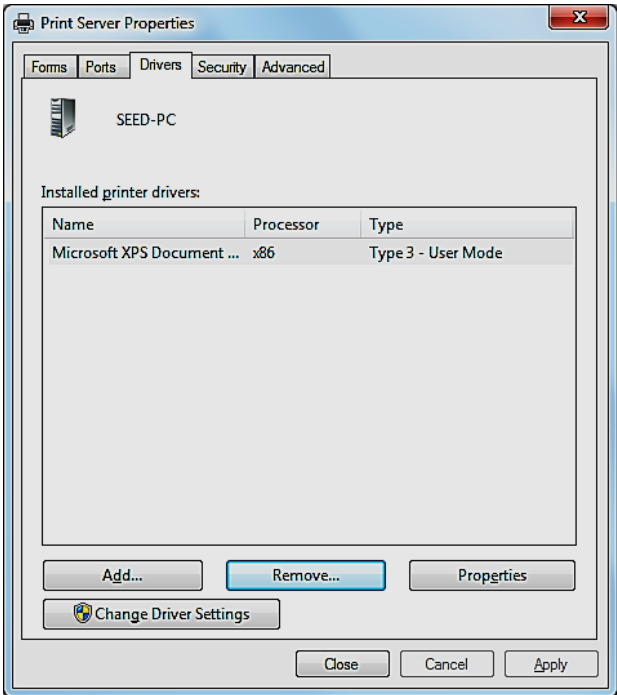 Print Server Properties
Forms Ports Drivers Security Advanced
SEED-PC
Installed printer drivers:
Name Processor Type
Microsoft XPS Document ... x86 Type 3 - User Mode
Add... Remove... Properties
Change Driver Settings
Close Cancel Apply